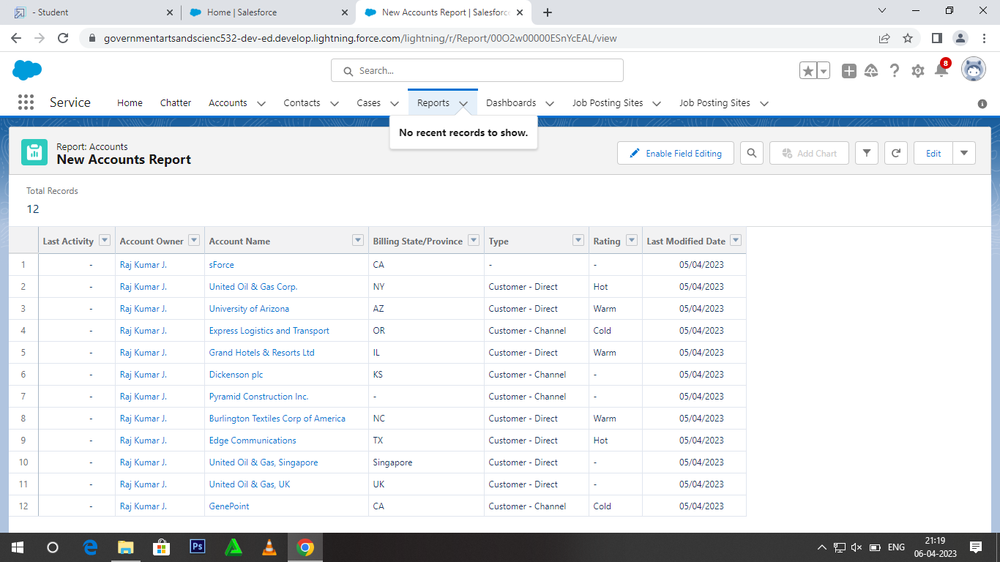 - Student
Home | Salesforce
New Accounts Report | Salesforce
governmentartsandscienc532-dev-ed.develop.lightning.force.com/lightning/r/Report/00O2w00000ESnYcEAL/view
Search...
8
Service Home Chatter Accounts Contacts Cases Reports Dashboards Job Posting Sites Job Posting Sites
No recent records to show.
Report: Accounts
New Accounts Report
Enable Field Editing Add Chart Edit
Total Records
12
Last Activity Account Owner Account Name Billing State/Province Type Rating Last Modified Date
1 - Raj Kumar J. sForce CA - - 05/04/2023
2 - Raj Kumar J. United Oil & Gas Corp. NY Customer - Direct Hot 05/04/2023
3 - Raj Kumar J. University of Arizona AZ Customer - Direct Warm 05/04/2023
4 - Raj Kumar J. Express Logistics and Transport OR Customer - Channel Cold 05/04/2023
5 - Raj Kumar J. Grand Hotels & Resorts Ltd IL Customer - Direct Warm 05/04/2023
6 - Raj Kumar J. Dickenson plc KS Customer - Channel - 05/04/2023
7 - Raj Kumar J. Pyramid Construction Inc. - Customer - Channel - 05/04/2023
8 - Raj Kumar J. Burlington Textiles Corp of America NC Customer - Direct Warm 05/04/2023
9 - Raj Kumar J. Edge Communications TX Customer - Direct Hot 05/04/2023
10 - Raj Kumar J. United Oil & Gas, Singapore Singapore Customer - Direct - 05/04/2023
11 - Raj Kumar J. United Oil & Gas, UK UK Customer - Direct - 05/04/2023
12 - Raj Kumar J. GenePoint CA Customer - Channel Cold 05/04/2023
Ps
ENG
21:19
06-04-2023